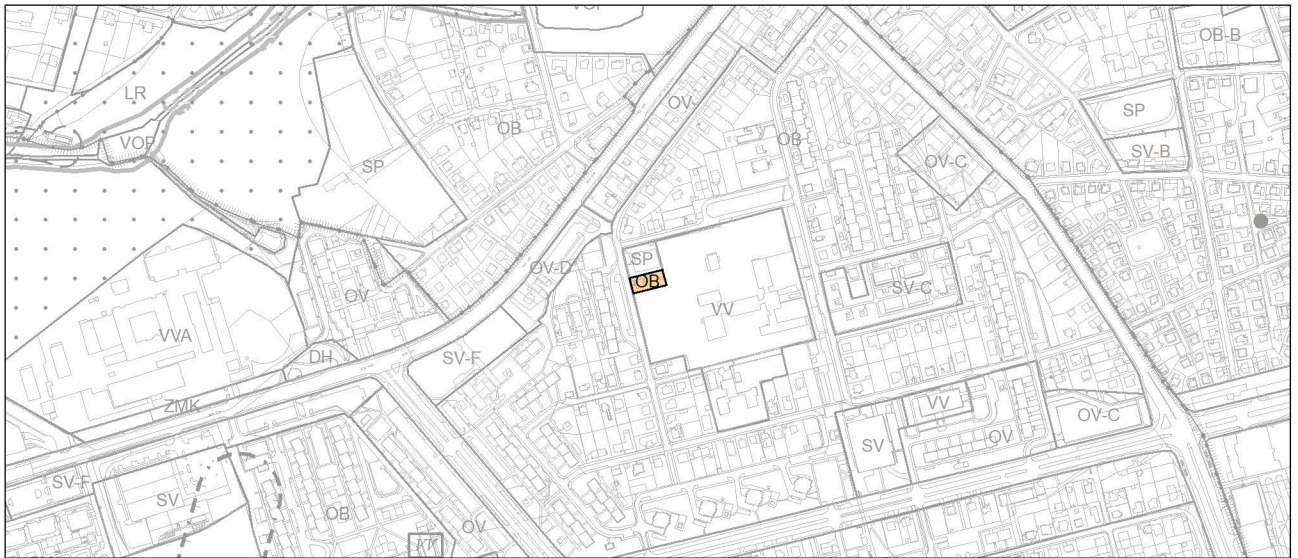 OB-B
LR
SP
OV
VOP
OB
OB
SV-B
SP
OV-C
OV-D
SP
OB
SV-C
OV
VVA
VV
DH
SV-F
ZMK
VV
OV-C
OV
SV
SV-F
SV
OB
OV